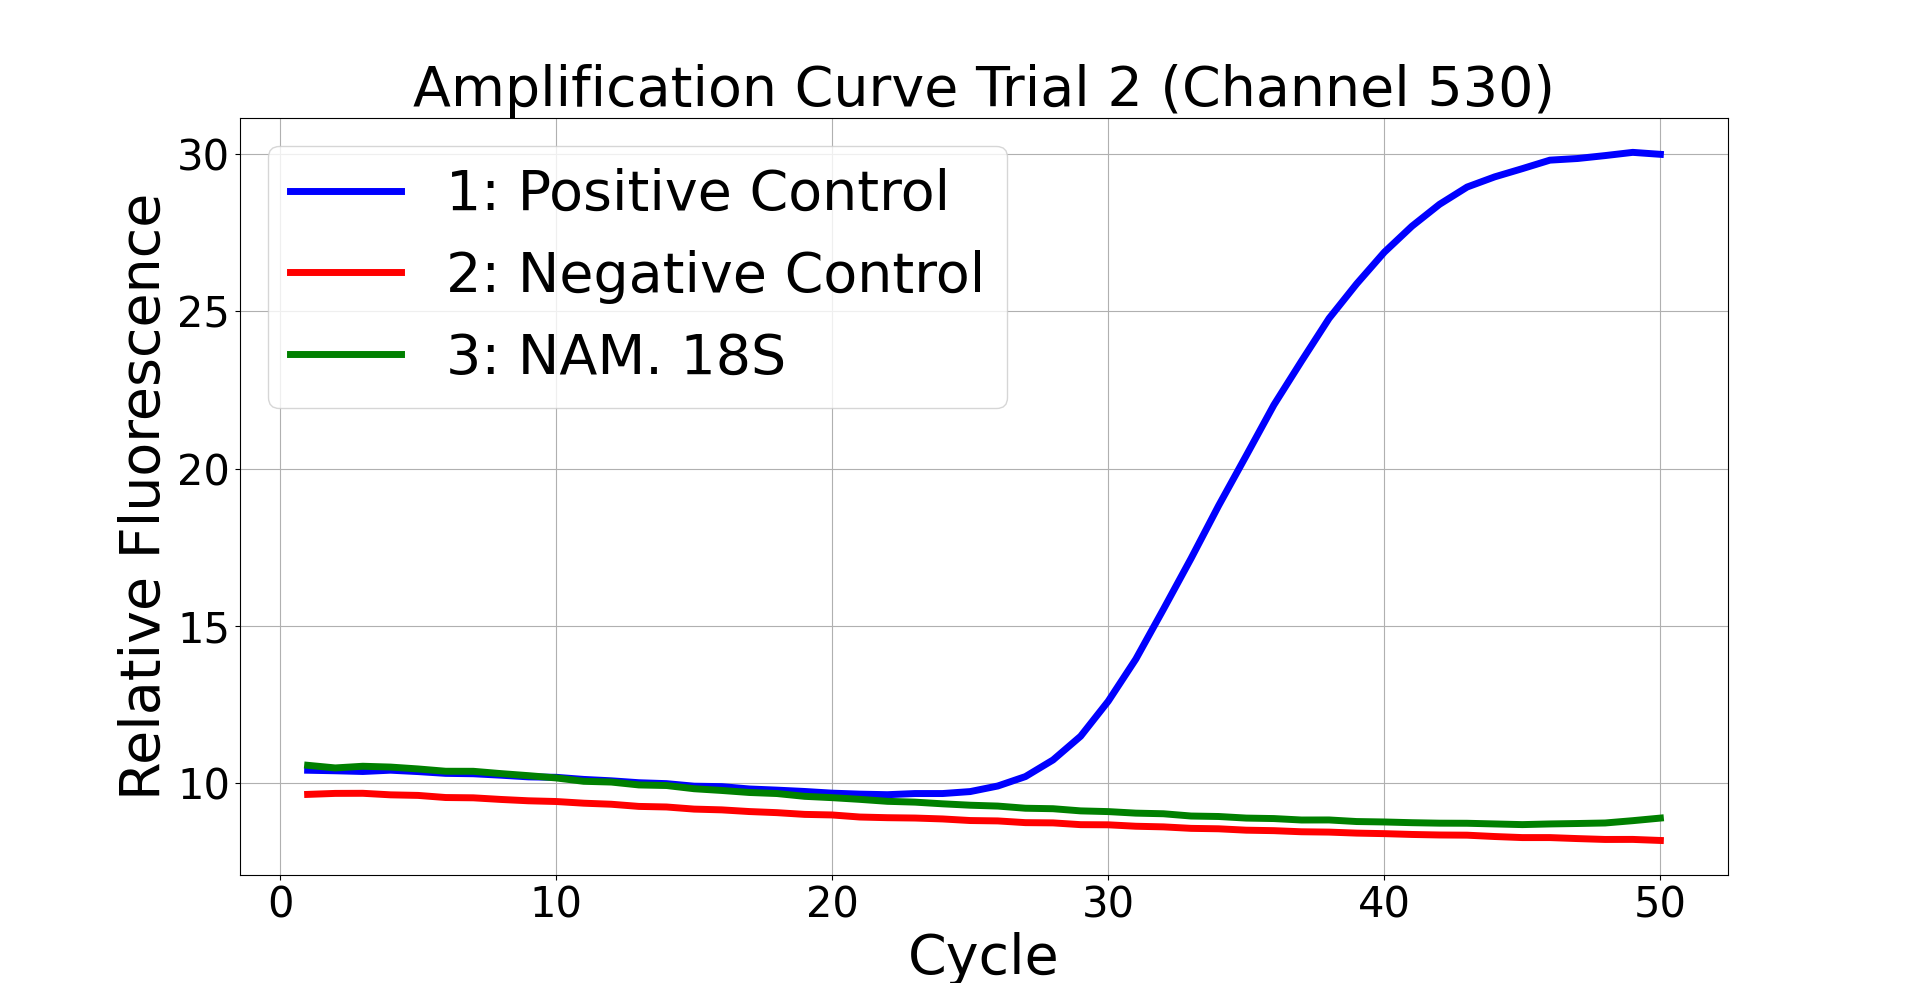 Amplification Curve Trial 2 (Channel 530)
1: Positive Control
2: Negative Control
3: NAM. 18S
Relative Fluorescence
30
25
20
15
10
0 10 20 30 40 50
Cycle